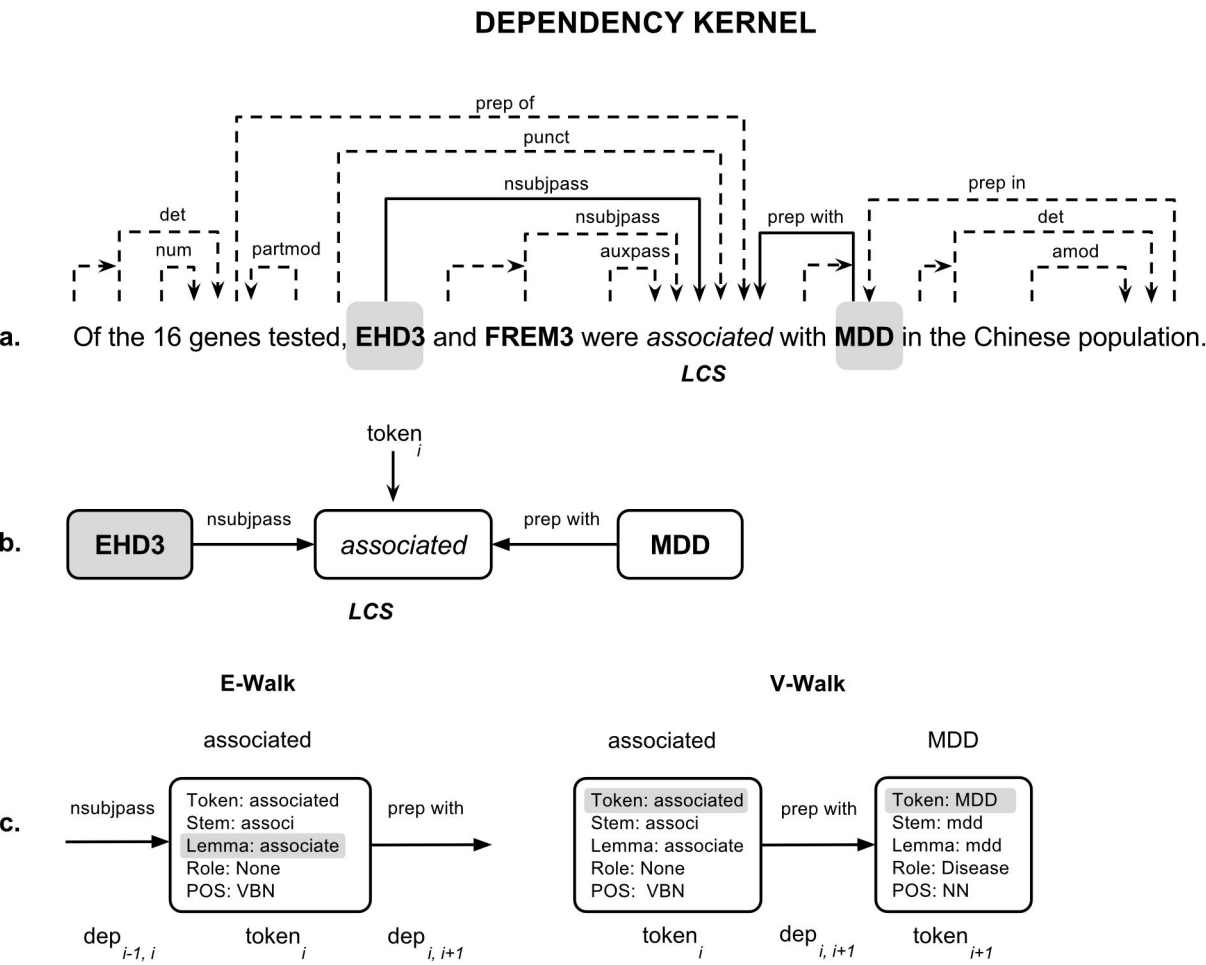 DEPENDENCY KERNEL
prep of
punct
nsubjpass
prep in
det
nsubjpass
prep with
det
num
partmod
auxpass
amod
a.
Of the 16 genes tested, EHD3 and FREM3 were associated with MDD in the Chinese population.
LCS
token i
b.
EHD3
nsubjpass
associated
prep with
MDD
LCS
E-Walk
V-Walk
associated
associated
MDD
c.
nsubjpass
Token: associated
Stem: associ
Lemma: associate
Role: None
POS: VBN
prep with
Token: associated
Stem: associ
Lemma: associate
Role: None
POS: VBN
prep with
Token: MDD
Stem: mdd
Lemma: mdd
Role: Disease
POS: NN
dep i-1, i
token i
dep i, i+1
token i
dep i, i+1
token i+1